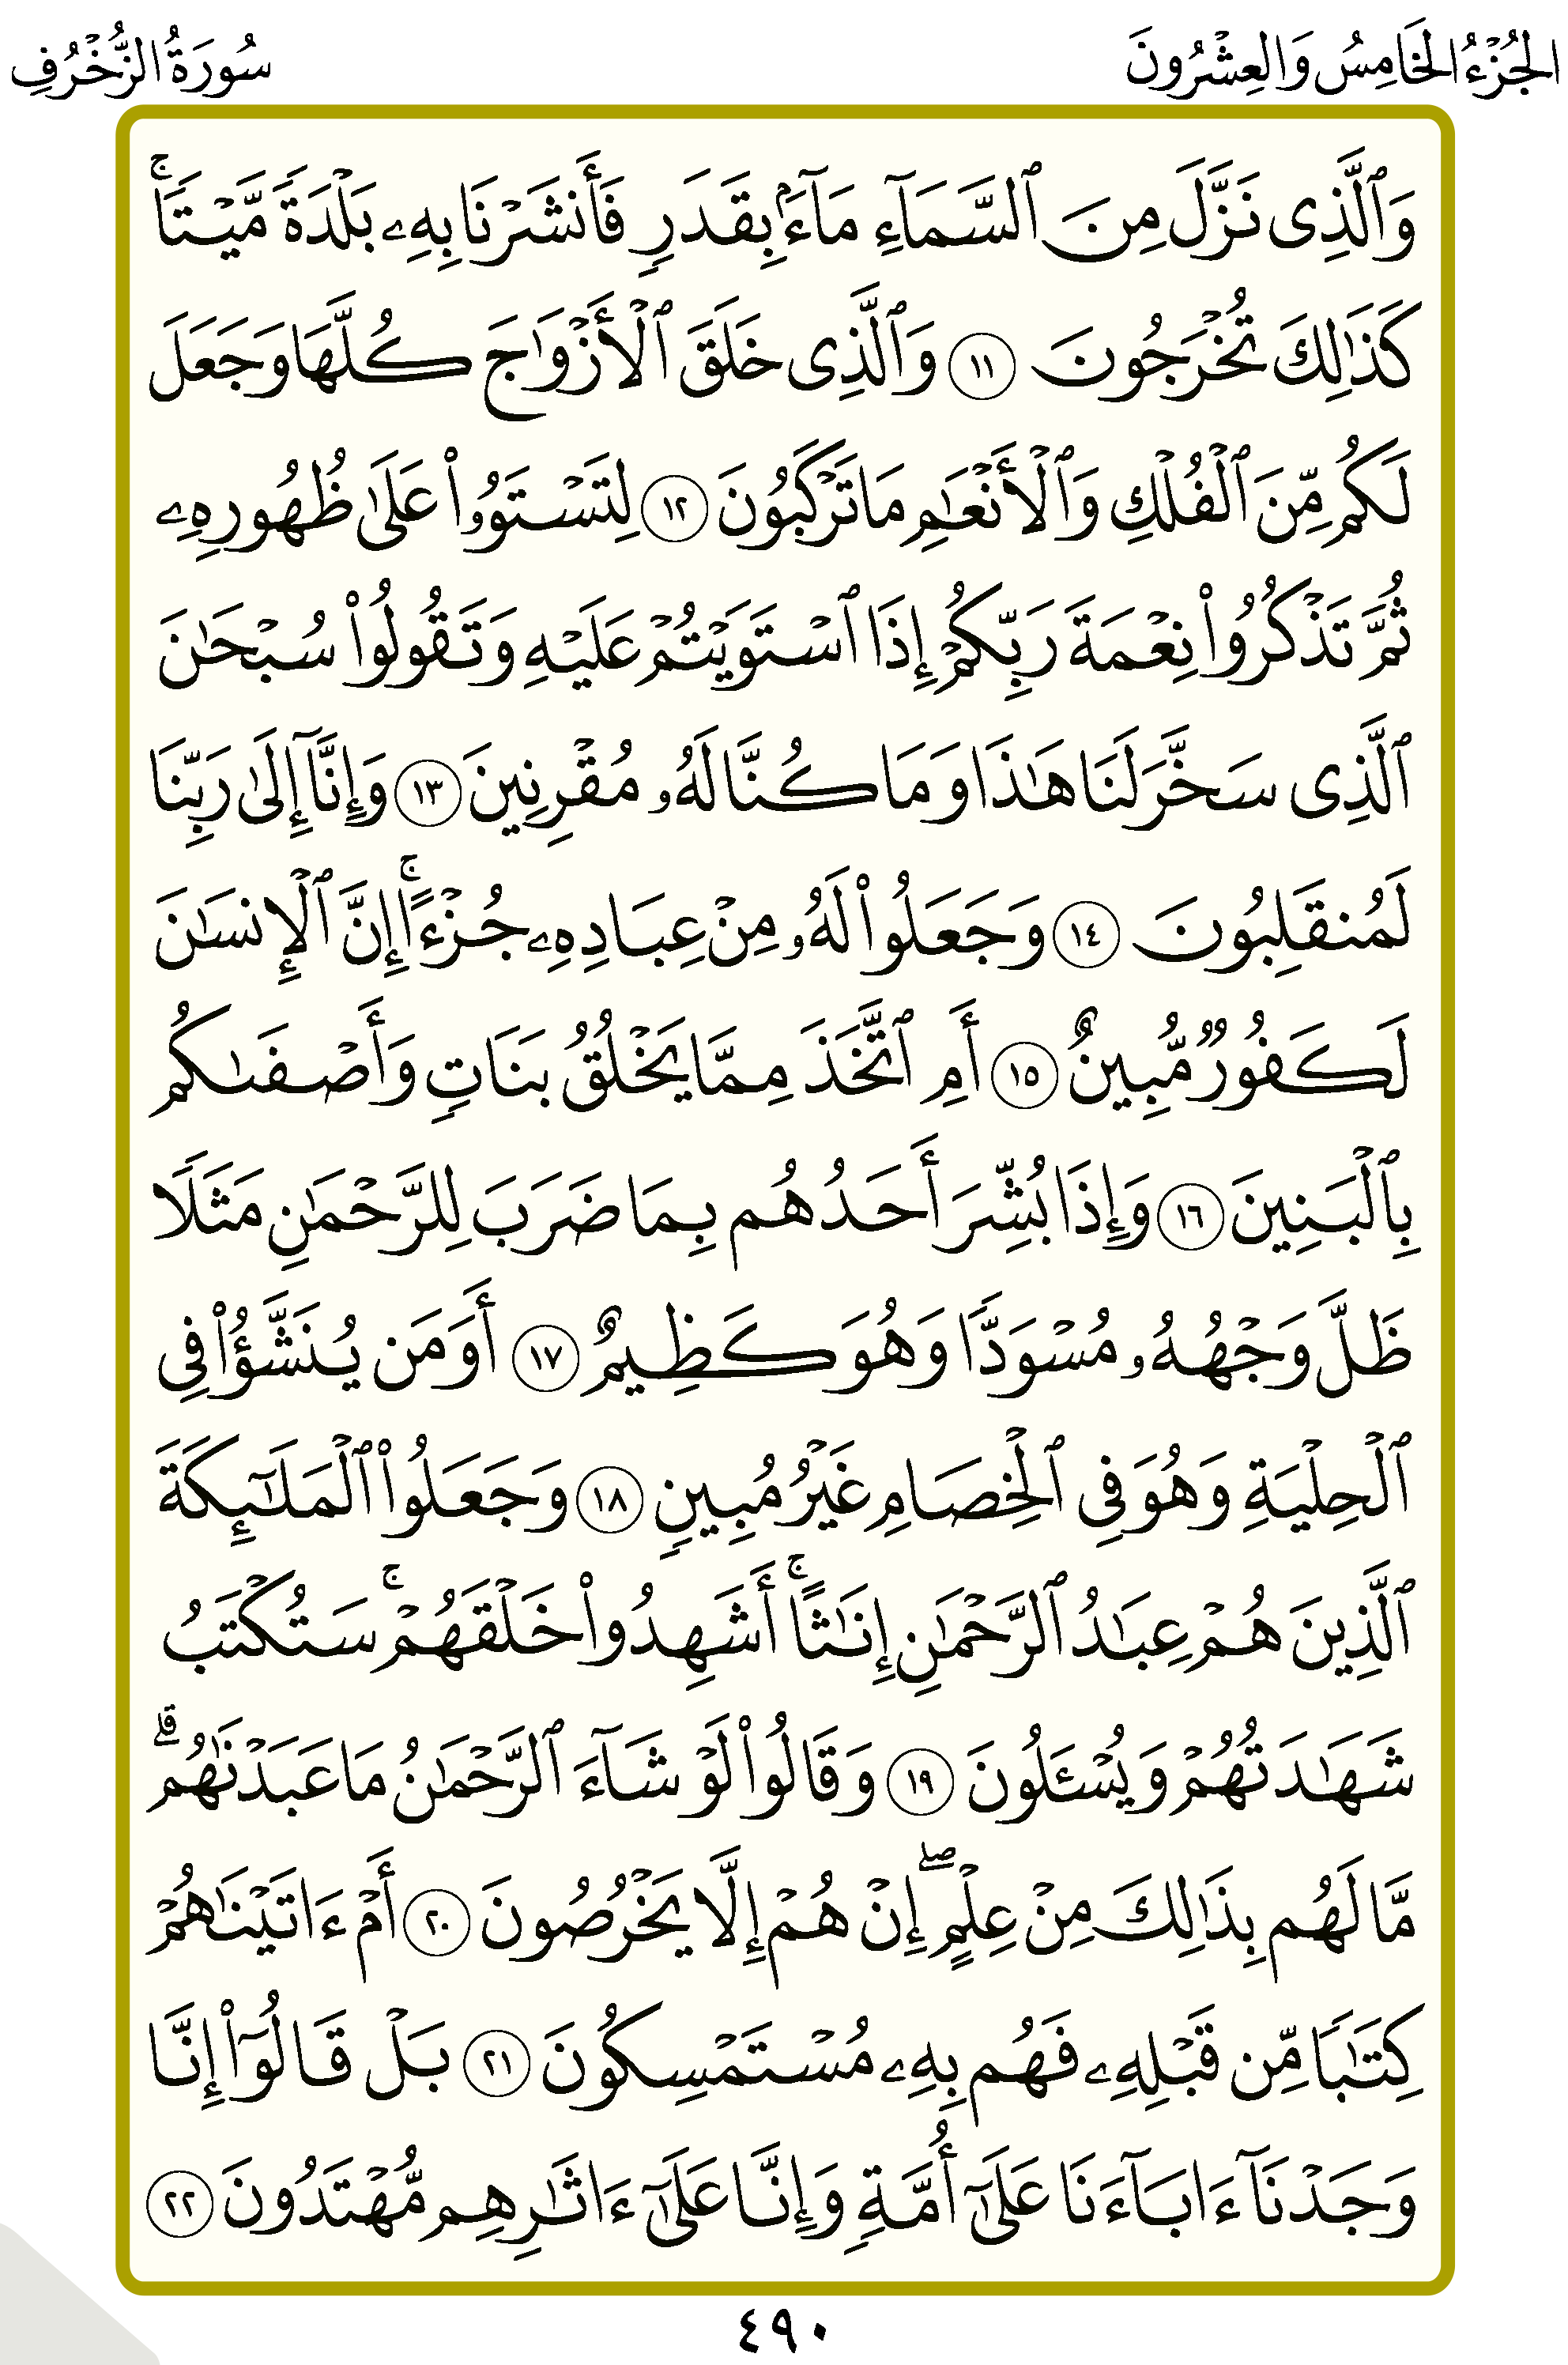 الجُزْءُ الخَامِسُ وَالعِشْرُونَ
سُورَةُ الزُّخْرُفِ
وَٱلَّذِى نَزَّلَ مِنَ ٱلسَّمَآءِ مَآءَۢ بِقَدَرٍ فَأَنشَرْنَا بِهِۦ بَلْدَةً مَّيْتًا ۚ
كَذَٰلِكَ تُخْرَجُونَ ١١ وَٱلَّذِى خَلَقَ ٱلْأَزْوَٰجَ كُلَّهَا وَجَعَلَ
لَكُم مِّنَ ٱلْفُلْكِ وَٱلْأَنْعَٰمِ مَا تَرْكَبُونَ ١٢ لِتَسْتَوُۥا۟ عَلَىٰ ظُهُورِهِۦ
ثُمَّ تَذْكُرُوا۟ نِعْمَةَ رَبِّكُمْ إِذَا ٱسْتَوَيْتُمْ عَلَيْهِ وَتَقُولُوا۟ سُبْحَٰنَ
ٱلَّذِى سَخَّرَ لَنَا هَٰذَا وَمَا كُنَّا لَهُۥ مُقْرِنِينَ ١٣ وَإِنَّآ إِلَىٰ رَبِّنَا
لَمُنقَلِبُونَ ١٤ وَجَعَلُوا۟ لَهُۥ مِنْ عِبَادِهِۦ جُزْءًا ۚ إِنَّ ٱلْإِنسَٰنَ
لَكَفُورٌ مُّبِينٌ ١٥ أَمِ ٱتَّخَذَ مِمَّا يَخْلُقُ بَنَاتٍ وَأَصْفَىٰكُم
بِٱلْبَنِينَ ١٦ وَإِذَا بُشِّرَ أَحَدُهُم بِمَا ضَرَبَ لِلرَّحْمَٰنِ مَثَلًا
ظَلَّ وَجْهُهُۥ مُسْوَدًّا وَهُوَ كَظِيمٌ ١٧ أَوَمَن يُنَشَّؤُا۟ فِى
ٱلْحِلْيَةِ وَهُوَ فِى ٱلْخِصَامِ غَيْرُ مُبِينٍ ١٨ وَجَعَلُوا۟ ٱلْمَلَٰٓئِكَةَ
ٱلَّذِينَ هُمْ عِبَٰدُ ٱلرَّحْمَٰنِ إِنَٰثًا ۚ أَشَهِدُوا۟ خَلْقَهُمْ ۚ سَتُكْتَبُ
شَهَٰدَتُهُمْ وَيُسْـَٔلُونَ ١٩ وَقَالُوا۟ لَوْ شَآءَ ٱلرَّحْمَٰنُ مَا عَبَدْنَٰهُم ۗ
مَّا لَهُم بِذَٰلِكَ مِنْ عِلْمٍ ۖ إِنْ هُمْ إِلَّا يَخْرُصُونَ ٢٠ أَمْ ءَاتَيْنَٰهُمْ
كِتَٰبًا مِّن قَبْلِهِۦ فَهُم بِهِۦ مُسْتَمْسِكُونَ ٢١ بَلْ قَالُوٓا۟ إِنَّا
وَجَدْنَآ ءَابَآءَنَا عَلَىٰٓ أُمَّةٍ وَإِنَّا عَلَىٰٓ ءَاثَٰرِهِم مُّهْتَدُونَ ٢٢
٤٩٠